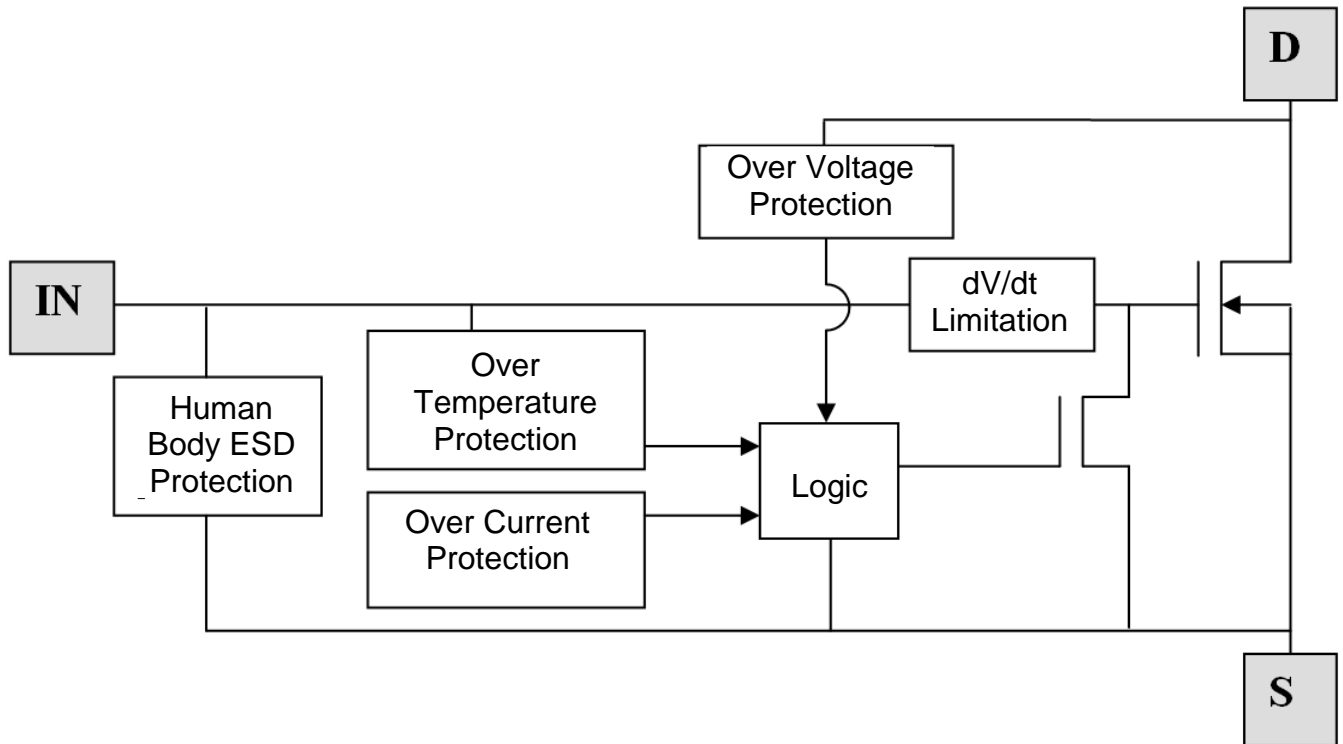 D
Over Voltage
Protection
IN
dV/dt
Limitation
Over
Temperature
Protection
Human
Body ESD
Protection
Logic
Over Current
Protection
S